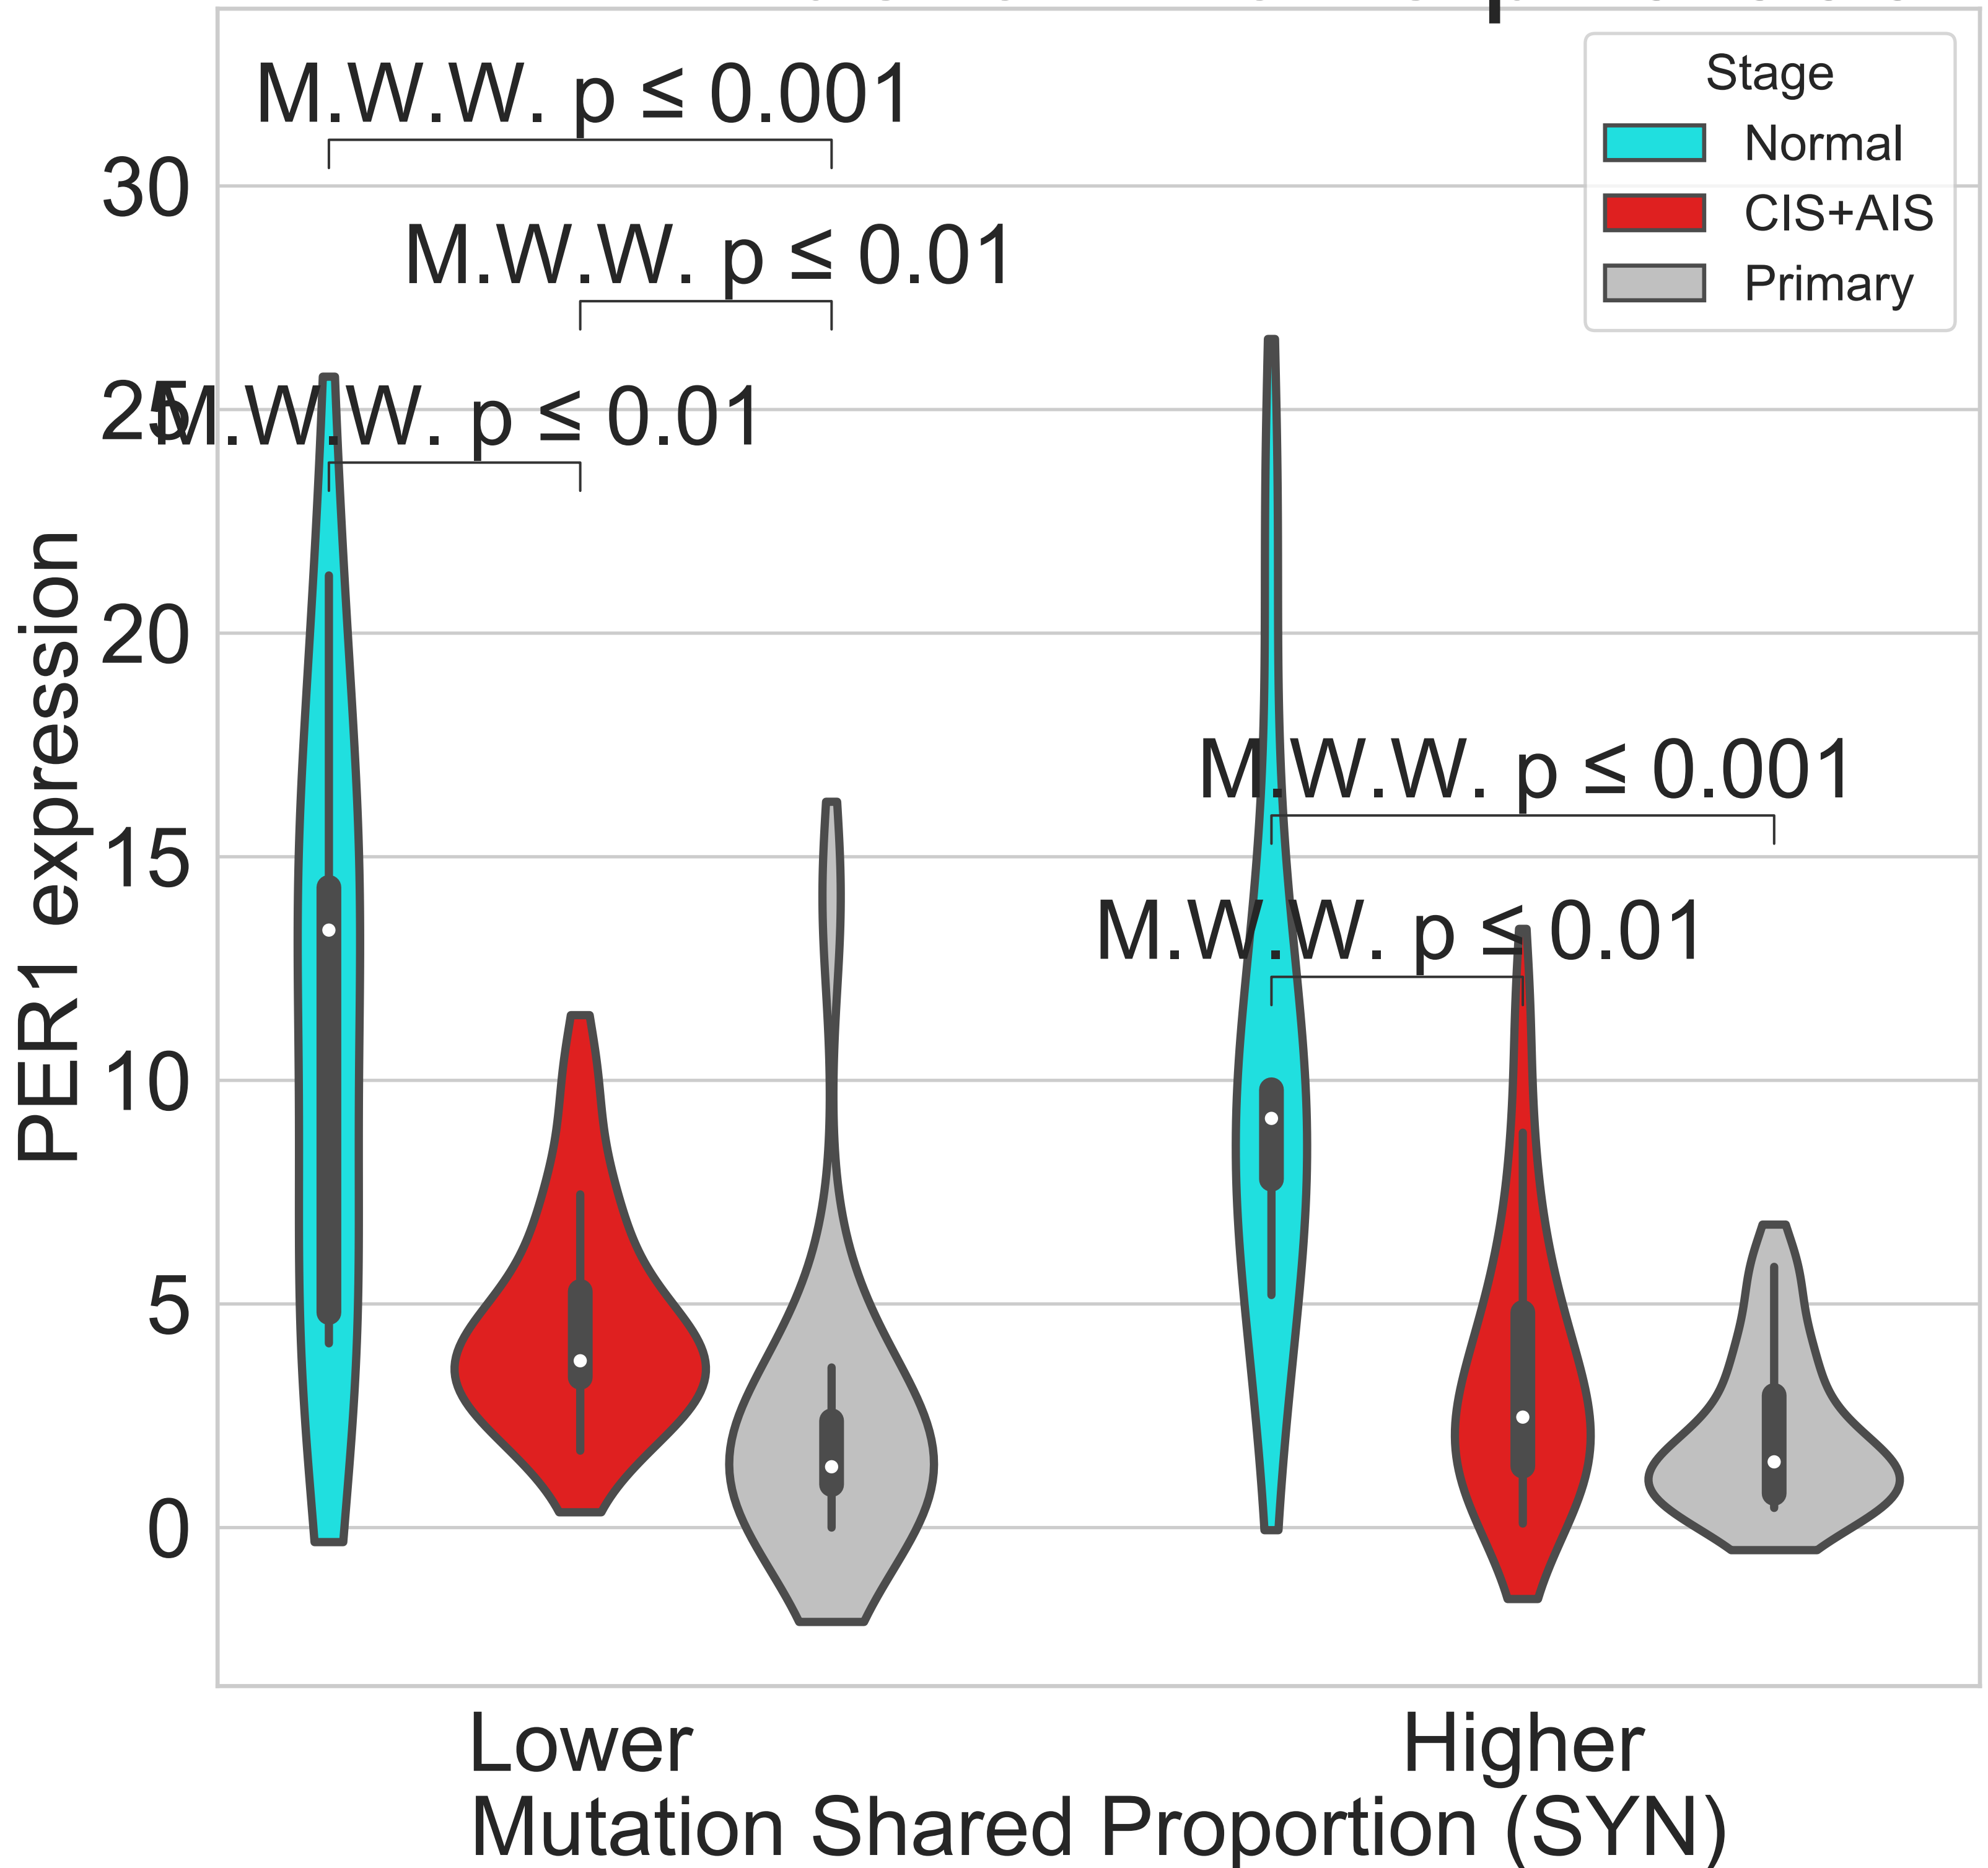 M.W.W. p ≤ 0.001
M.W.W. p ≤ 0.01
M.W.W. p ≤ 0.01
M.W.W. p ≤ 0.001
M.W.W. p ≤ 0.01
Stage
Normal
CIS+AIS
Primary
30
25
20
15
10
5
0
PER1 expression
Lower
Higher
Mutation Shared Proportion (SYN)